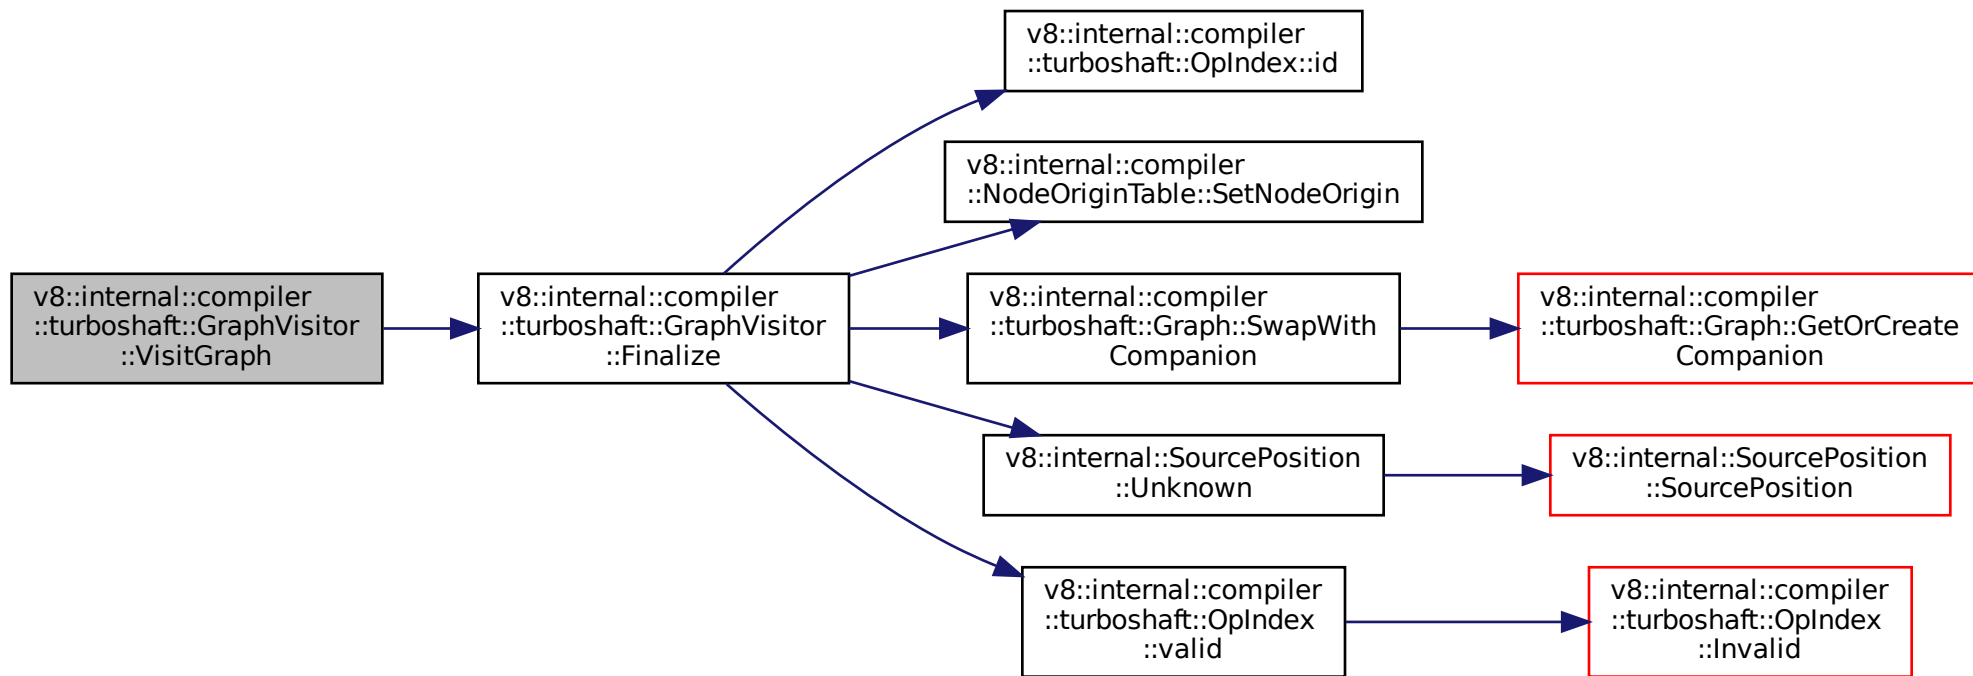 v8::internal::compiler
::turboshaft::GraphVisitor
::VisitGraph
v8::internal::compiler
::turboshaft::GraphVisitor
::Finalize
v8::internal::compiler
::turboshaft::OpIndex::id
v8::internal::compiler
::NodeOriginTable::SetNodeOrigin
v8::internal::compiler
::turboshaft::Graph::SwapWith
Companion
v8::internal::compiler
::turboshaft::Graph::GetOrCreate
Companion
v8::internal::SourcePosition
::Unknown
v8::internal::SourcePosition
::SourcePosition
v8::internal::compiler
::turboshaft::OpIndex
::valid
v8::internal::compiler
::turboshaft::OpIndex
::Invalid